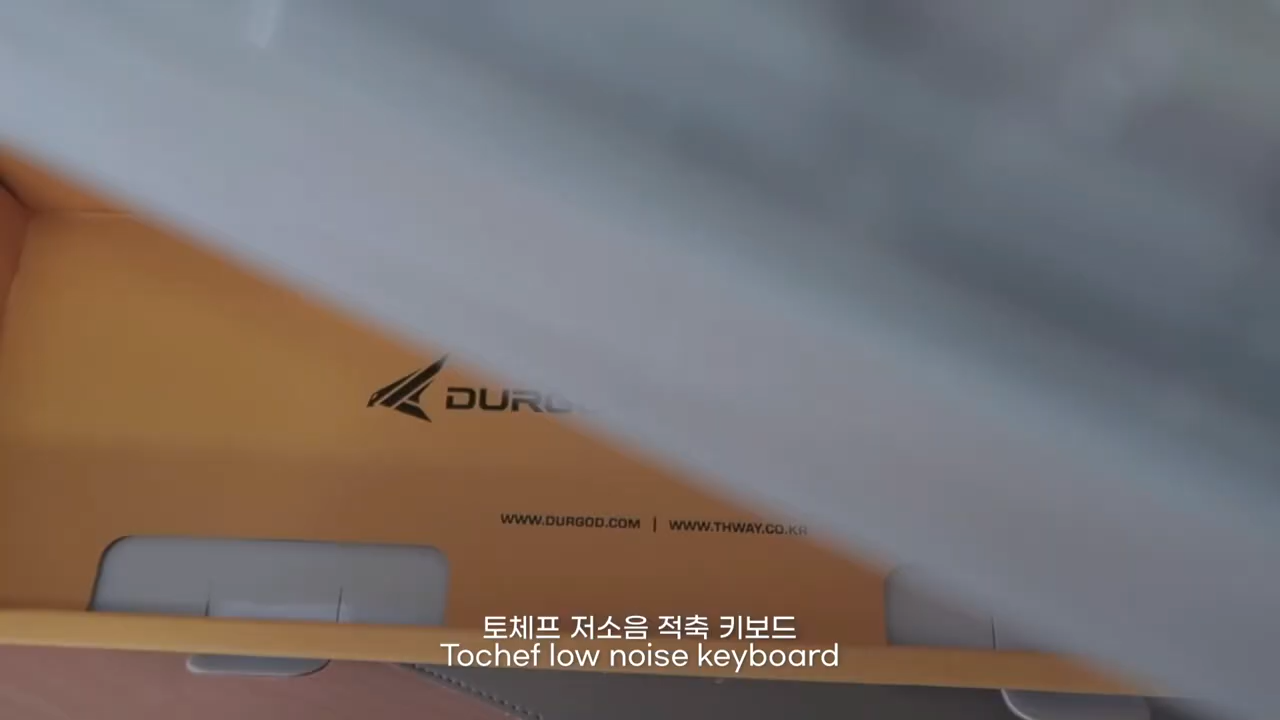 WWW.DURGOD.COM | WWW.THWAY.CO.KR
토체프 저소음 적축 키보드
Tochef low noise keyboard